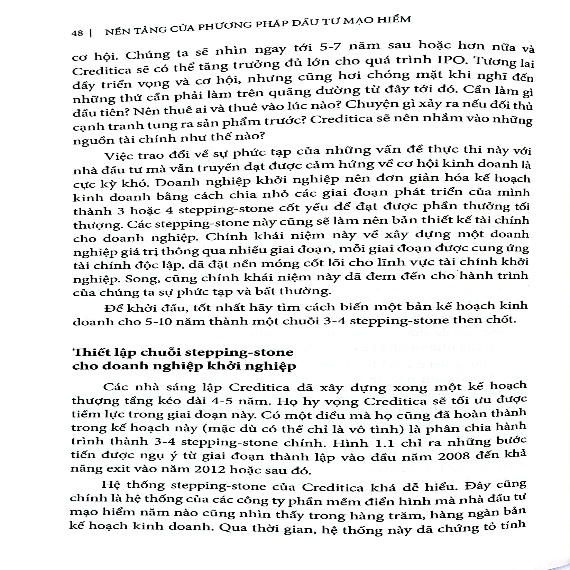 48 | NỀN TẢNG CỦA PHƯƠNG PHÁP ĐẦU TƯ MẠO HIỂM
cơ hội. Chúng ta sẽ nhìn ngay tới 5-7 năm sau hoặc hơn nữa và
Creditica sẽ có thể tăng trưởng đủ lớn cho quá trình IPO. Tương lai
đầy triển vọng và cơ hội, nhưng cũng hơi chóng mặt khi nghĩ đến
những thứ cần phải làm trên quãng đường từ đây tới đó. Cần làm gì
đầu tiên? Nên thuê ai và thuê vào lúc nào? Chuyện gì xảy ra nếu đối thủ
cạnh tranh tung ra sản phẩm trước? Creditica sẽ nên nhắm vào những
nguồn tài chính như thế nào?
Việc trao đổi về sự phức tạp của những vấn đề thực thi này với
nhà đầu tư mà vẫn truyền đạt được cảm hứng về cơ hội kinh doanh là
cực kỳ khó. Doanh nghiệp khởi nghiệp nên đơn giản hóa kế hoạch
kinh doanh bằng cách chia nhỏ các giai đoạn phát triển của mình
thành 3 hoặc 4 stepping-stone cốt yếu để đạt được phần thưởng tối
thượng. Các stepping-stone này cũng sẽ làm nên bản thiết kế tài chính
cho doanh nghiệp. Chính khái niệm này về xây dựng một doanh
nghiệp giá trị thông qua nhiều giai đoạn, mỗi giai đoạn được cung ứng
tài chính độc lập, đã đặt nền móng cốt lõi cho lĩnh vực tài chính khởi
nghiệp. Song, cũng chính khái niệm này đã đem đến cho hành trình
của chúng ta sự phức tạp và bất thường.
Để khởi đầu, tốt nhất hãy tìm cách biến một bản kế hoạch kinh
doanh cho 5-10 năm thành một chuỗi 3-4 stepping-stone then chốt.
Thiết lập chuỗi stepping-stone
cho doanh nghiệp khởi nghiệp
Các nhà sáng lập Creditica đã xây dựng xong một kế hoạch
thượng tầng kéo dài 4-5 năm. Họ hy vọng Creditica sẽ tối ưu được
tiềm lực trong giai đoạn này. Có một điều mà họ cũng đã hoàn thành
trong kế hoạch này (mặc dù có thể chỉ là vô tình) là phân chia hành
trình thành 3-4 stepping-stone chính. Hình 1.1 chỉ ra những bước
tiến được ngụ ý từ giai đoạn thành lập vào đầu năm 2008 đến khả
năng exit vào năm 2012 hoặc sau đó.
Hệ thống stepping-stone của Creditica khá dễ hiểu. Đây cũng
chính là hệ thống của các công ty phần mềm điển hình mà nhà đầu tư
mạo hiểm năm nào cũng nhìn thấy trong hàng trăm, hàng ngàn bản
kế hoạch kinh doanh. Qua thời gian, hệ thống này đã chứng tỏ tính